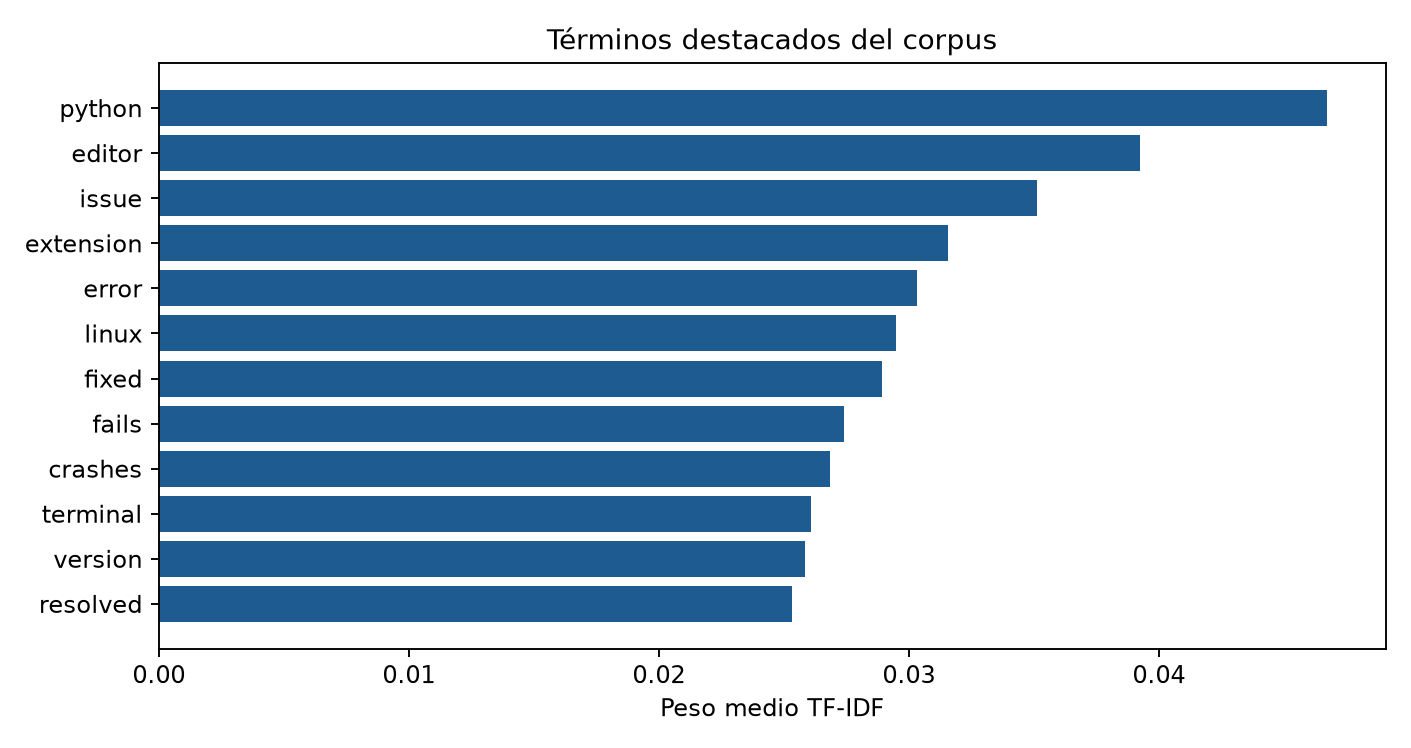 Términos destacados del corpus
python
editor
issue
extension
error
linux
fixed
fails
crashes
terminal
version
resolved
0.00 0.01 0.02 0.03 0.04
Peso medio TF-IDF